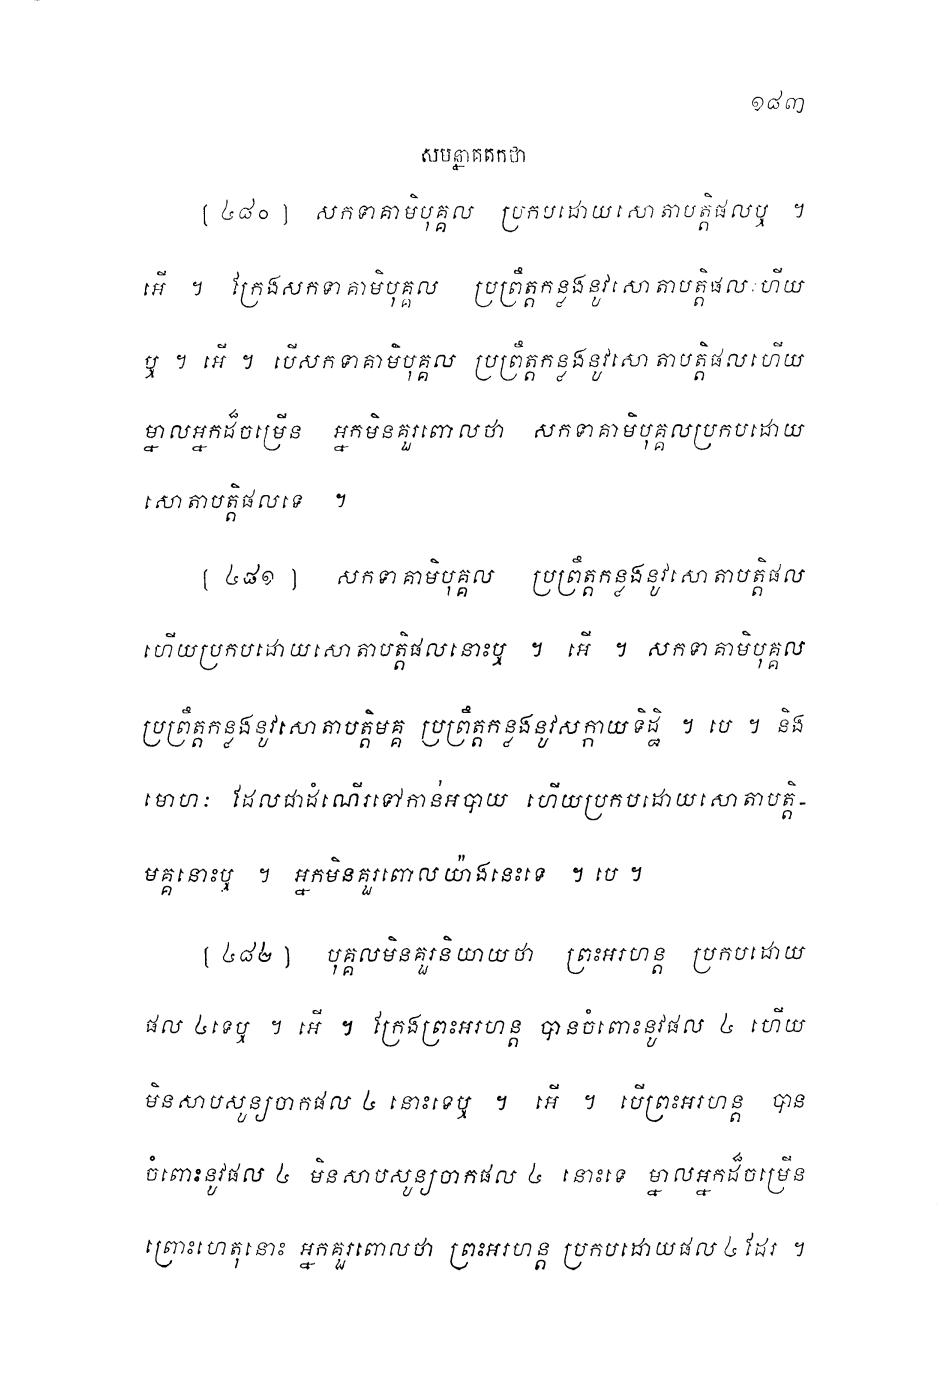 ១៨៣
សមន្នាគតកថា
[៤៨០] សកទាគាមិបុគ្គល ប្រកបដោយសោតាបត្តិផលឬ ។
អើ ។ ក្រែងសកទាគាមិបុគ្គល ប្រព្រឹត្តកន្លងនូវសោតាបត្តិផលហើយ
ឬ ។ អើ ។ បើសកទាគាមិបុគ្គល ប្រព្រឹត្តកន្លងនូវសោតាបត្តិផលហើយ
ម្នាលអ្នកដ៏ចម្រើន អ្នកមិនគួរពោលថា សកទាគាមិបុគ្គលប្រកបដោយ
សោតាបត្តិផលទេ ។
[៤៨១] សកទាគាមិបុគ្គល ប្រព្រឹត្តកន្លងនូវសោតាបត្តិផល
ហើយប្រកបដោយសោតាបត្តិផលនោះឬ ។ អើ ។ សកទាគាមិបុគ្គល
ប្រព្រឹត្តកន្លងនូវសោតាបត្តិមគ្គ ប្រព្រឹត្តកន្លងនូវសក្កាយទិដ្ឋិ ។ បេ ។ និង
មោហៈ ដែលជាដំណើរទៅកាន់អបាយ ហើយប្រកបដោយសោតាបត្តិ-
មគ្គនោះឬ ។ អ្នកមិនគួរពោលយ៉ាងនេះទេ ។ បេ ។
[៤៨២] បុគ្គលមិនគួរនិយាយថា ព្រះអរហន្ត ប្រកបដោយ
ផល ៤ទេឬ ។ អើ ។ ក្រែងព្រះអរហន្ត បានចំពោះនូវផល ៤ ហើយ
មិនសាបសូន្យចាកផល ៤ នោះទេឬ ។ អើ ។ បើព្រះអរហន្ត បាន
ចំពោះនូវផល ៤ មិនសាបសូន្យចាកផល ៤ នោះទេ ម្នាលអ្នកដ៏ចម្រើន
ព្រោះហេតុនោះ អ្នកគួរពោលថា ព្រះអរហន្ត ប្រកបដោយផល៤ដែរ ។